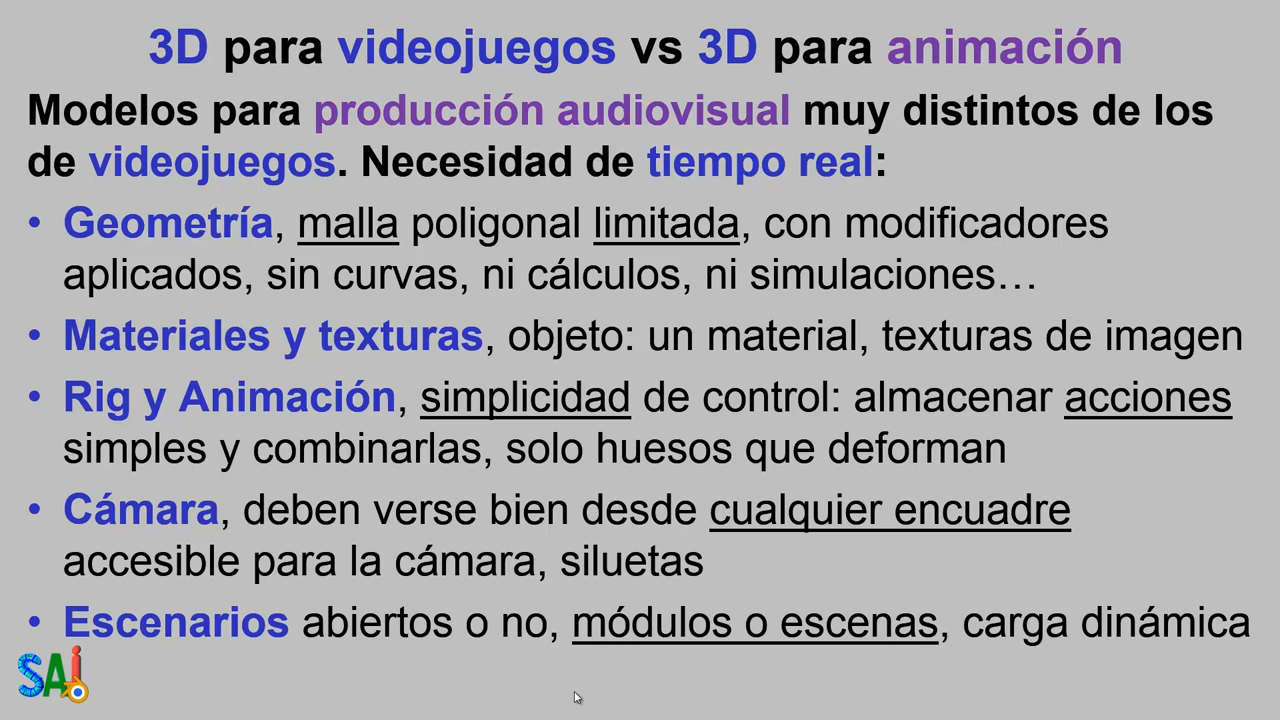 3D para videojuegos vs 3D para animación
Modelos para producción audiovisual muy distintos de los
de videojuegos. Necesidad de tiempo real:
• Geometría, malla poligonal limitada, con modificadores
aplicados, sin curvas, ni cálculos, ni simulaciones…
• Materiales y texturas, objeto: un material, texturas de imagen
• Rig y Animación, simplicidad de control: almacenar acciones
simples y combinarlas, solo huesos que deforman
• Cámara, deben verse bien desde cualquier encuadre
accesible para la cámara, siluetas
• Escenarios abiertos o no, módulos o escenas, carga dinámica
SAi